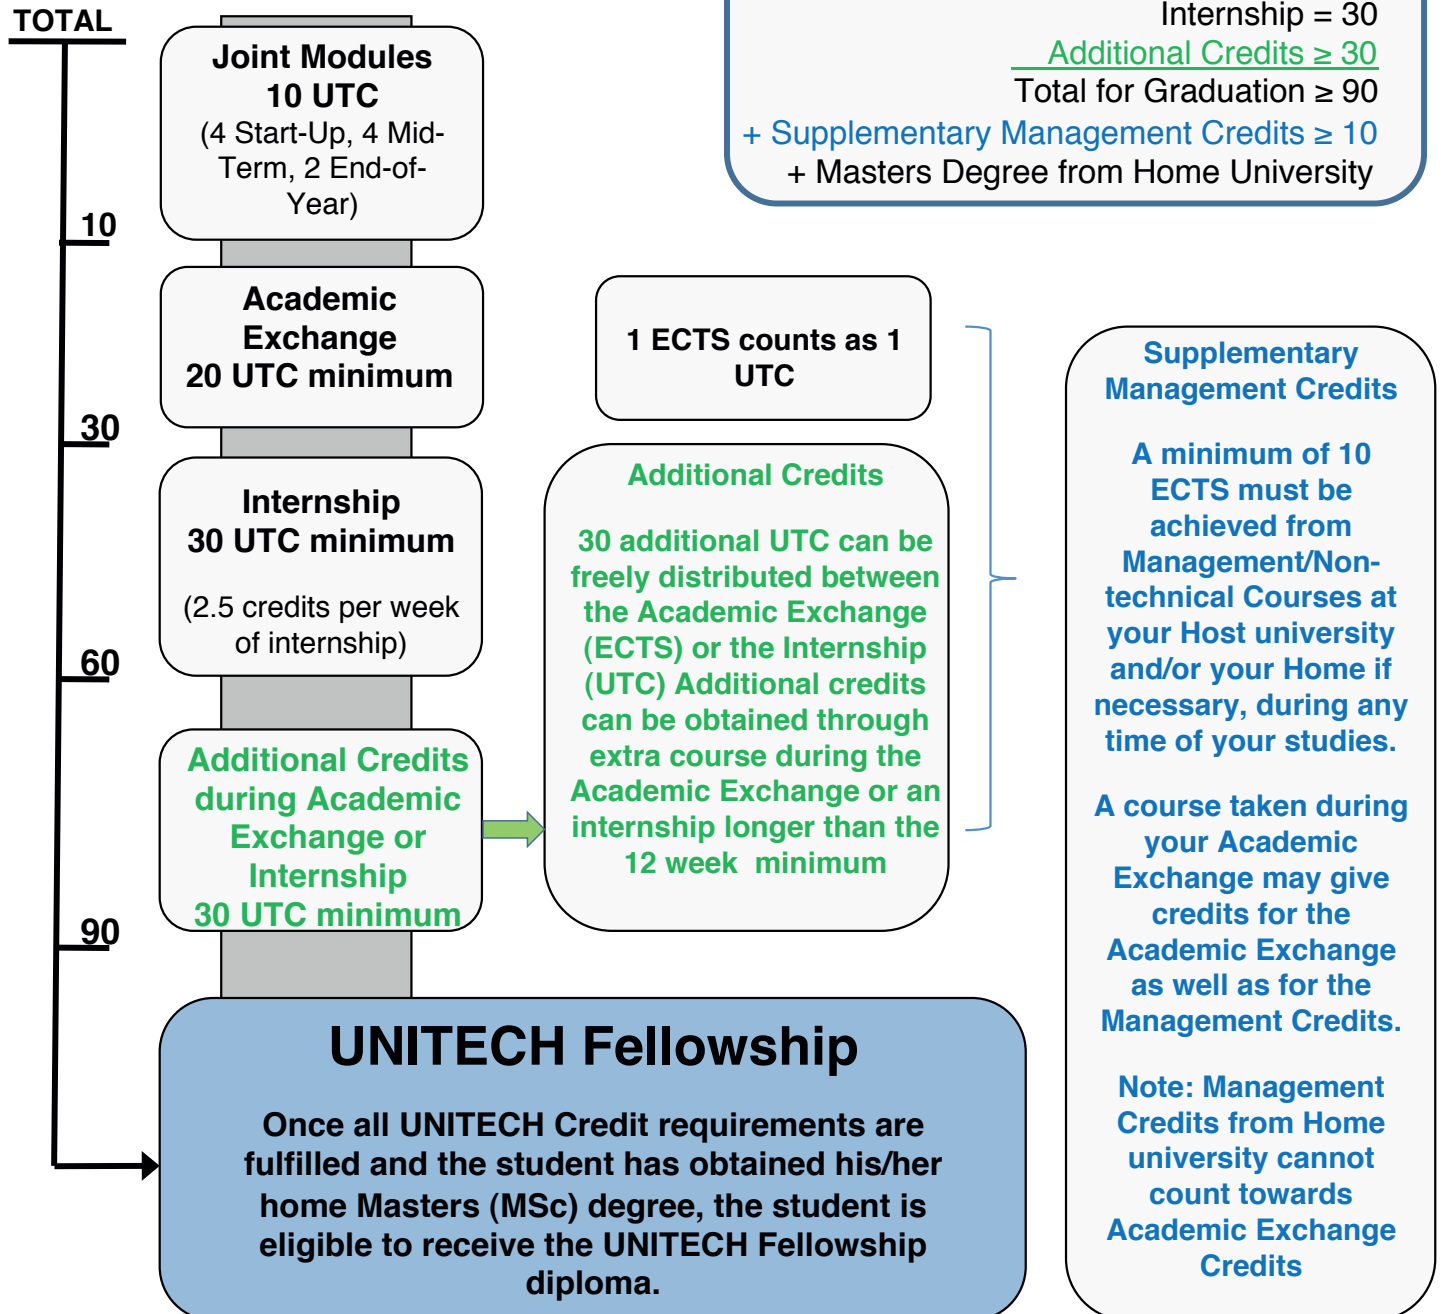 TOTAL
10
30
60
90
Joint Modules
10 UTC
(4 Start-Up, 4 Mid-
Term, 2 End-of-
Year)
Academic
Exchange
20 UTC minimum
Internship
30 UTC minimum
(2.5 credits per week
of internship)
Additional Credits
during Academic
Exchange or
Internship
30 UTC minimum
Internship = 30
Additional Credits ≥ 30
Total for Graduation ≥ 90
+ Supplementary Management Credits ≥ 10
+ Masters Degree from Home University
1 ECTS counts as 1
UTC
Additional Credits
30 additional UTC can be
freely distributed between
the Academic Exchange
(ECTS) or the Internship
(UTC) Additional credits
can be obtained through
extra course during the
Academic Exchange or an
internship longer than the
12 week minimum
Supplementary
Management Credits
A minimum of 10
ECTS must be
achieved from
Management/Non-
technical Courses at
your Host university
and/or your Home if
necessary, during any
time of your studies.
A course taken during
your Academic
Exchange may give
credits for the
Academic Exchange
as well as for the
Management Credits.
Note: Management
Credits from Home
university cannot
count towards
Academic Exchange
Credits
UNITECH Fellowship
Once all UNITECH Credit requirements are
fulfilled and the student has obtained his/her
home Masters (MSc) degree, the student is
eligible to receive the UNITECH Fellowship
diploma.